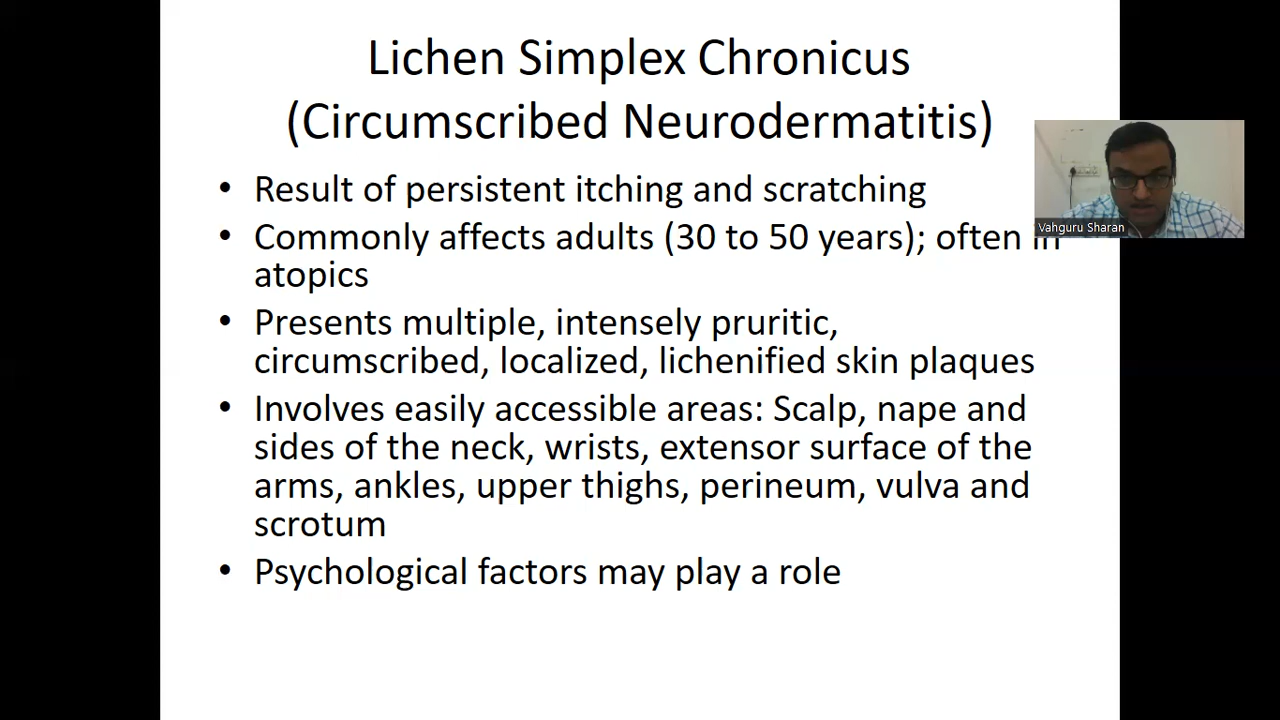 Lichen Simplex Chronicus
(Circumscribed Neurodermatitis)
• Result of persistent itching and scratching
• Commonly affects adults (30 to 50 years); often in
atopics
• Presents multiple, intensely pruritic,
circumscribed, localized, lichenified skin plaques
• Involves easily accessible areas: Scalp, nape and
sides of the neck, wrists, extensor surface of the
arms, ankles, upper thighs, perineum, vulva and
scrotum
• Psychological factors may play a role
Vahguru Sharan